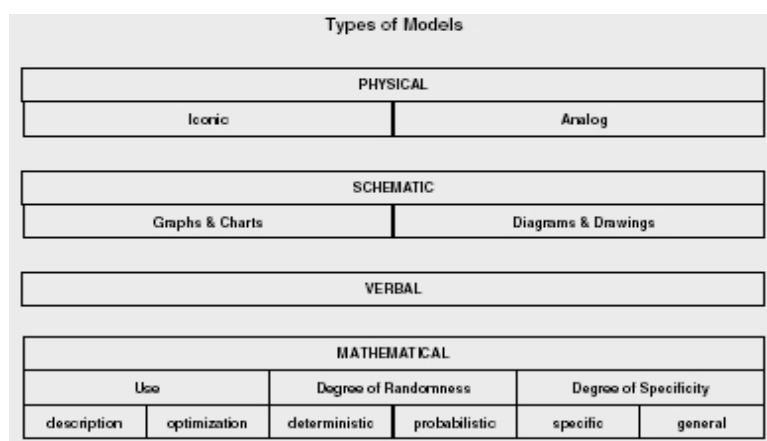 Types of Models
PHYSICAL
Iconic Analog
SCHEMATIC
Graphs & Charts Diagrams & Drawings
VERBAL
MATHEMATICAL
Use Degree of Randomness Degree of Specificity
description optimization deterministic probabilistic specific general